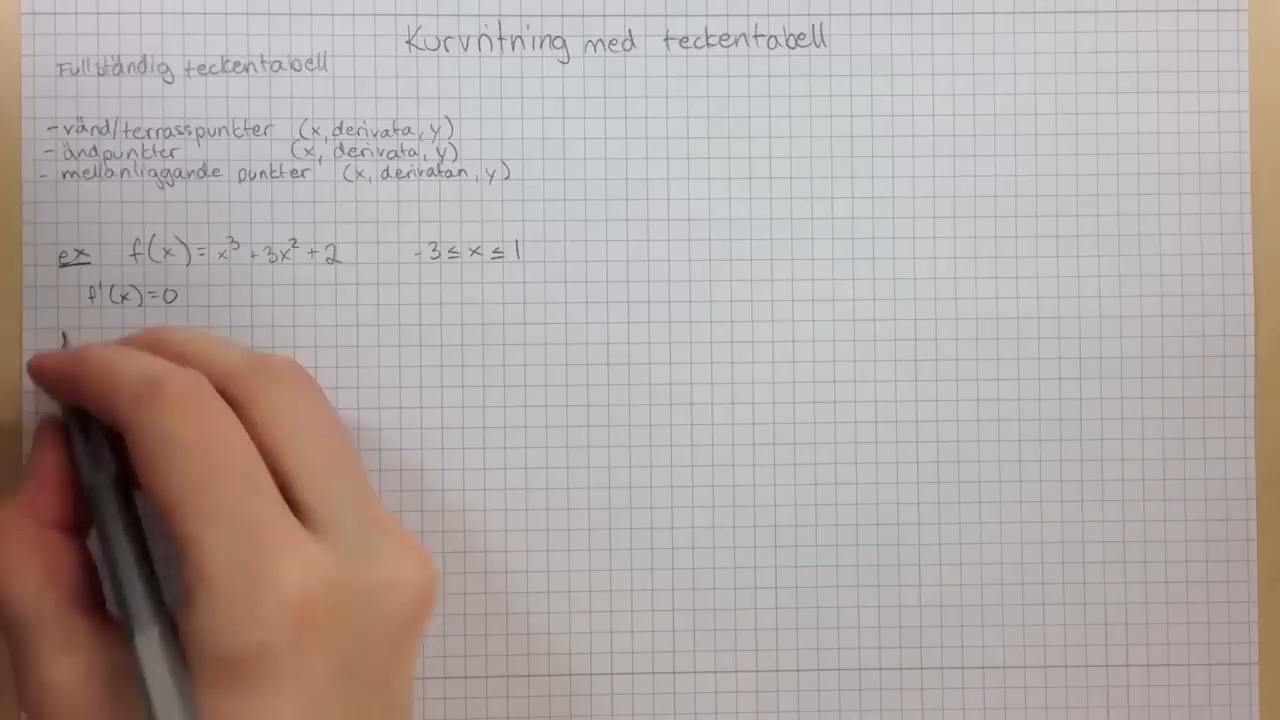 Kurvritning med teckentabell
Fullständig teckentabell
- vänd/terrasspunkter (x, derivata, y)
- ändpunkter (x, derivata, y)
- mellanliggande punkter (x, derivatan, y)
ex f(x) = x³ + 3x² + 2 -3 ≤ x ≤ 1
f'(x) = 0